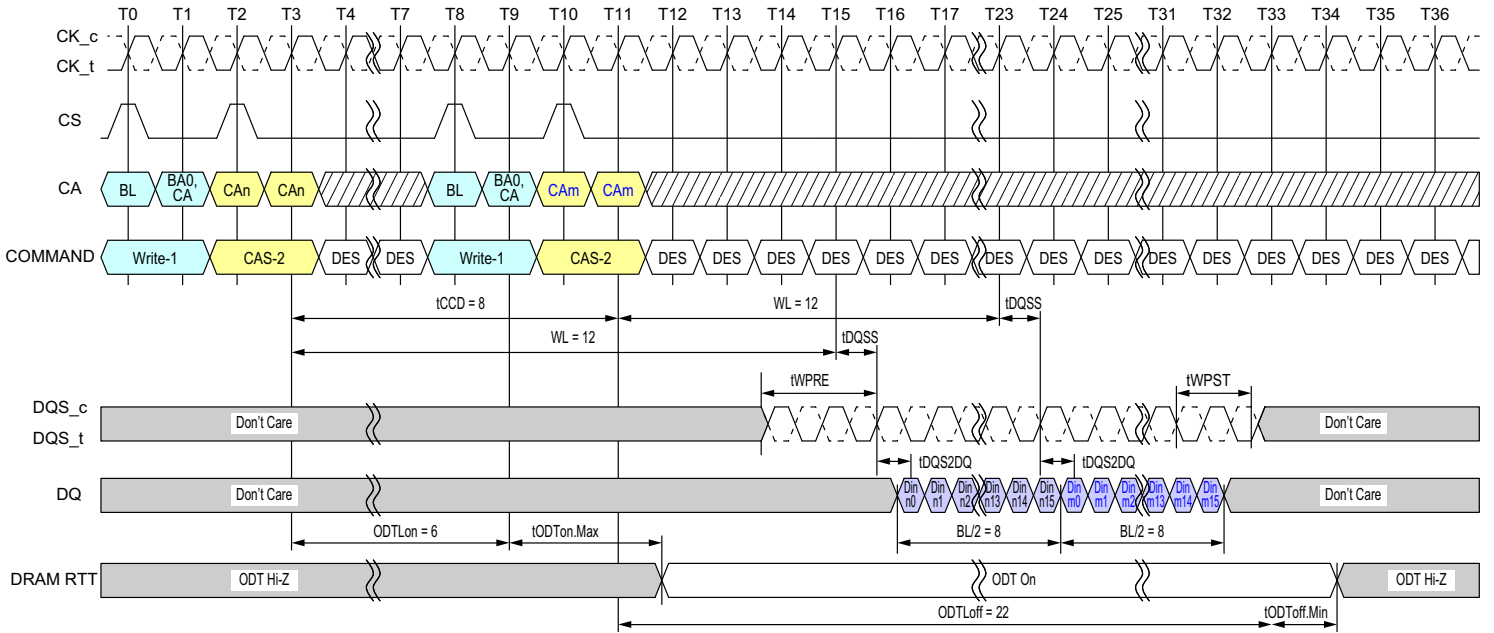 T0 T1 T2 T3 T4 T7 T8 T9 T10 T11 T12 T13 T14 T15 T16 T17 T23 T24 T25 T31 T32 T33 T34 T35 T36
CK_c
CK_t
CS
CA BL BA0, CA CAn CAn BL BA0, CA CAm CAm
COMMAND Write-1 CAS-2 DES DES Write-1 CAS-2 DES DES DES DES DES DES DES DES DES DES DES DES DES DES DES
tCCD = 8 WL = 12 tDQSS
WL = 12 tDQSS
tWPRE tWPST
DQS_c
DQS_t
Don't Care Don't Care
tDQS2DQ tDQS2DQ
DQ Don't Care Din n0 Din n1 Din n2 Din n13 Din n14 Din n15 Din m0 Din m1 Din m2 Din m13 Din m14 Din m15 Don't Care
ODTLon = 6 tODTon.Max BL/2 = 8 BL/2 = 8
DRAM RTT ODT Hi-Z ODT On ODT Hi-Z
ODTLoff = 22 tODToff.Min